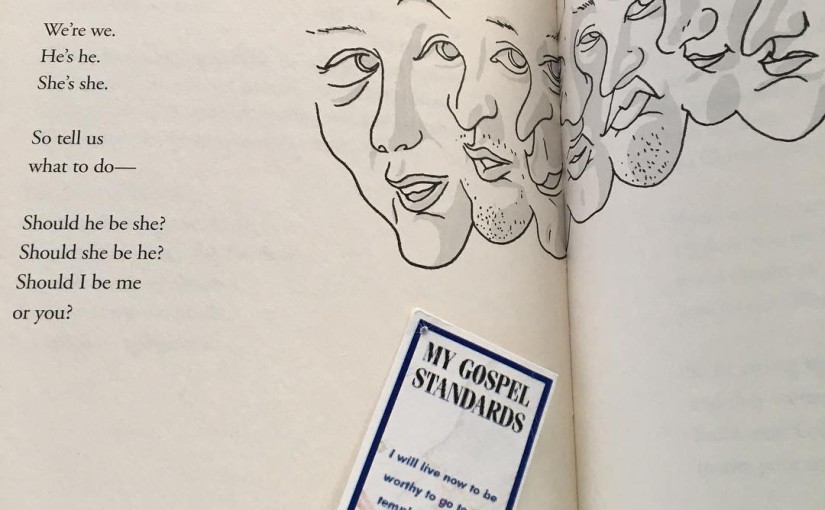 We're we.
He's he.
She's she.
So tell us
what to do—
Should he be she?
Should she be he?
Should I be me
or you?
MY GOSPEL
STANDARDS
I will live now to be
worthy to go to